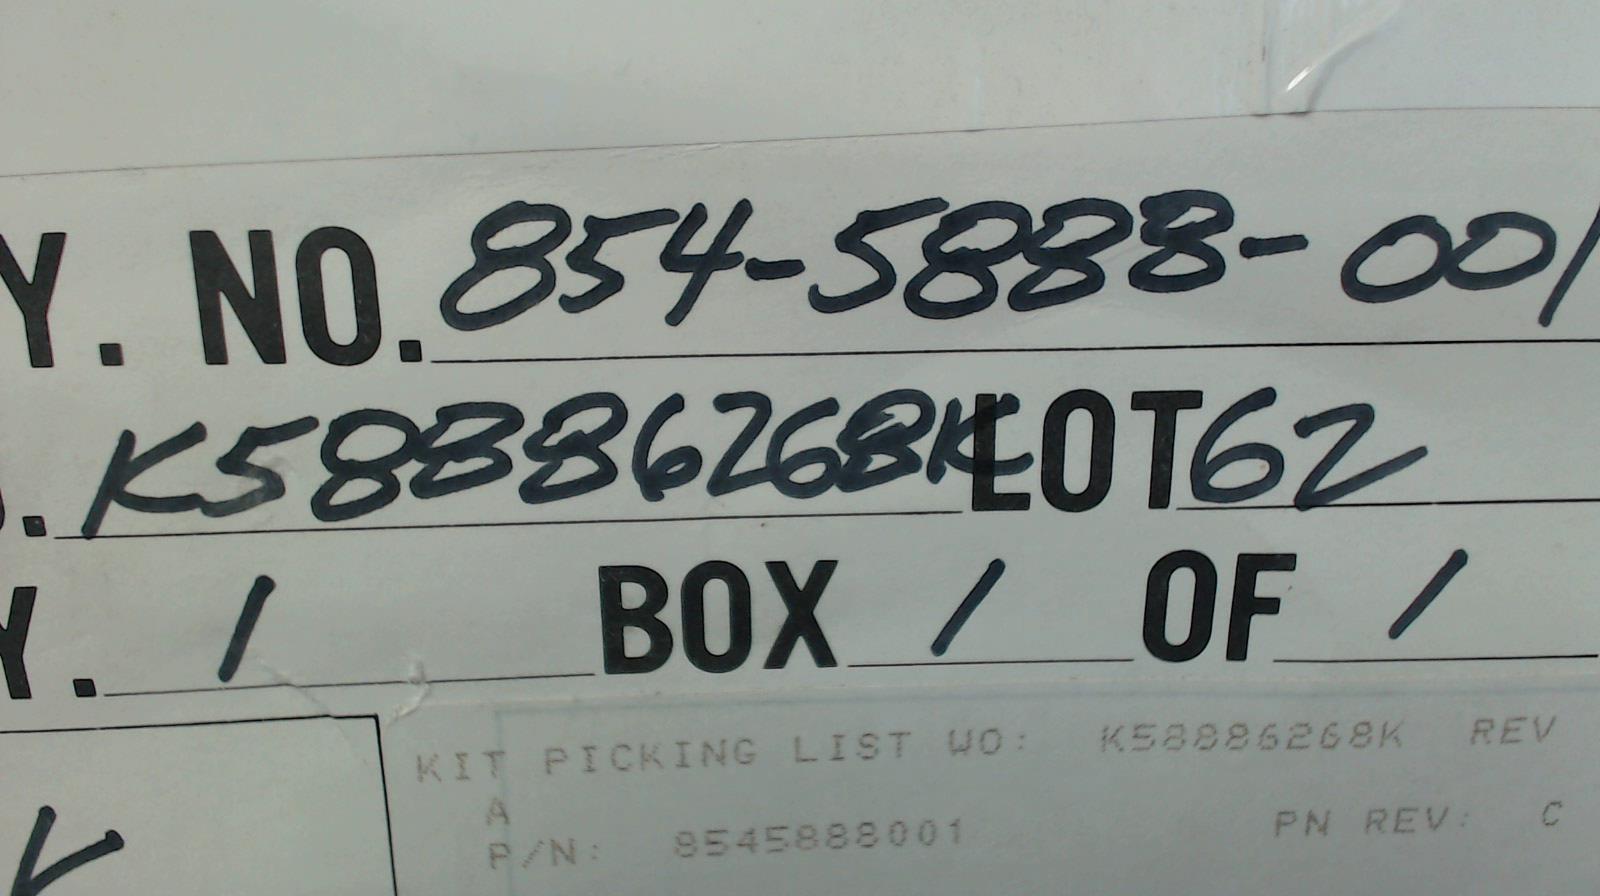 Y. NO. 854-5888-001
. K58886268K LOT 62
Y. 1 BOX 1 OF 1
KIT PICKING LIST WO: K58886268K REV
A
P/N: 8545888001 PN REV: C